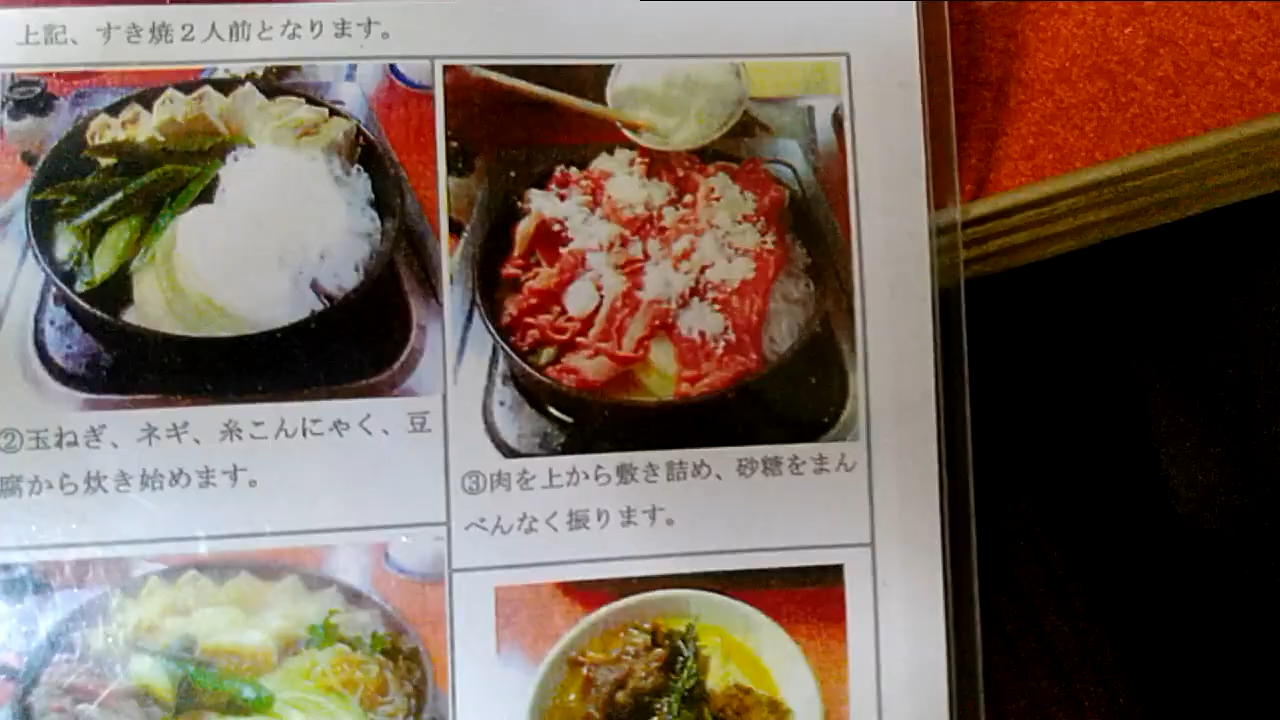 上記、すき焼２人前となります。
②玉ねぎ、ネギ、糸こんにゃく、豆
腐から炊き始めます。
③肉を上から敷き詰め、砂糖をまん
べんなく振ります。